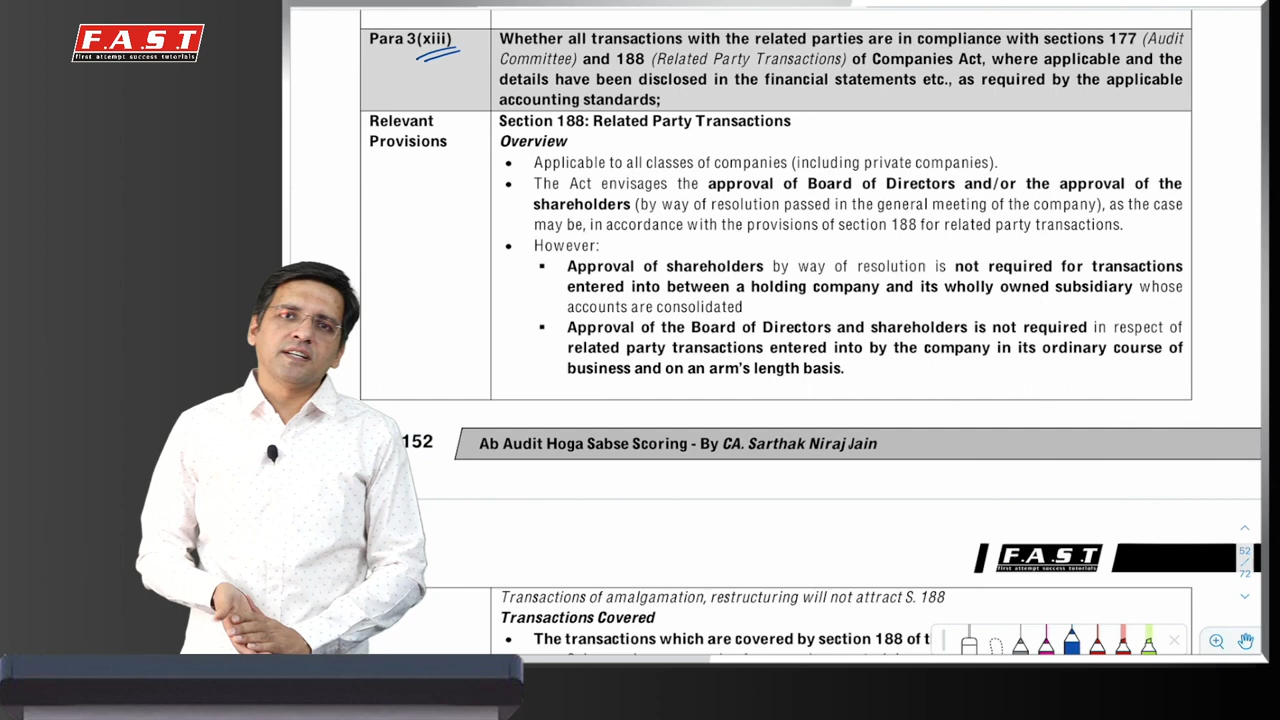 F.A.S.T
first attempt success tutorials
Para 3(xiii)
Whether all transactions with the related parties are in compliance with sections 177 (Audit
Committee) and 188 (Related Party Transactions) of Companies Act, where applicable and the
details have been disclosed in the financial statements etc., as required by the applicable
accounting standards;
Relevant
Provisions
Section 188: Related Party Transactions
Overview
• Applicable to all classes of companies (including private companies).
• The Act envisages the approval of Board of Directors and/or the approval of the
shareholders (by way of resolution passed in the general meeting of the company), as the case
may be, in accordance with the provisions of section 188 for related party transactions.
• However:
▪ Approval of shareholders by way of resolution is not required for transactions
entered into between a holding company and its wholly owned subsidiary whose
accounts are consolidated
▪ Approval of the Board of Directors and shareholders is not required in respect of
related party transactions entered into by the company in its ordinary course of
business and on an arm's length basis.
152
Ab Audit Hoga Sabse Scoring - By CA. Sarthak Niraj Jain
F.A.S.T
first attempt success tutorials
52
72
Transactions of amalgamation, restructuring will not attract S. 188
Transactions Covered
• The transactions which are covered by section 188 of t